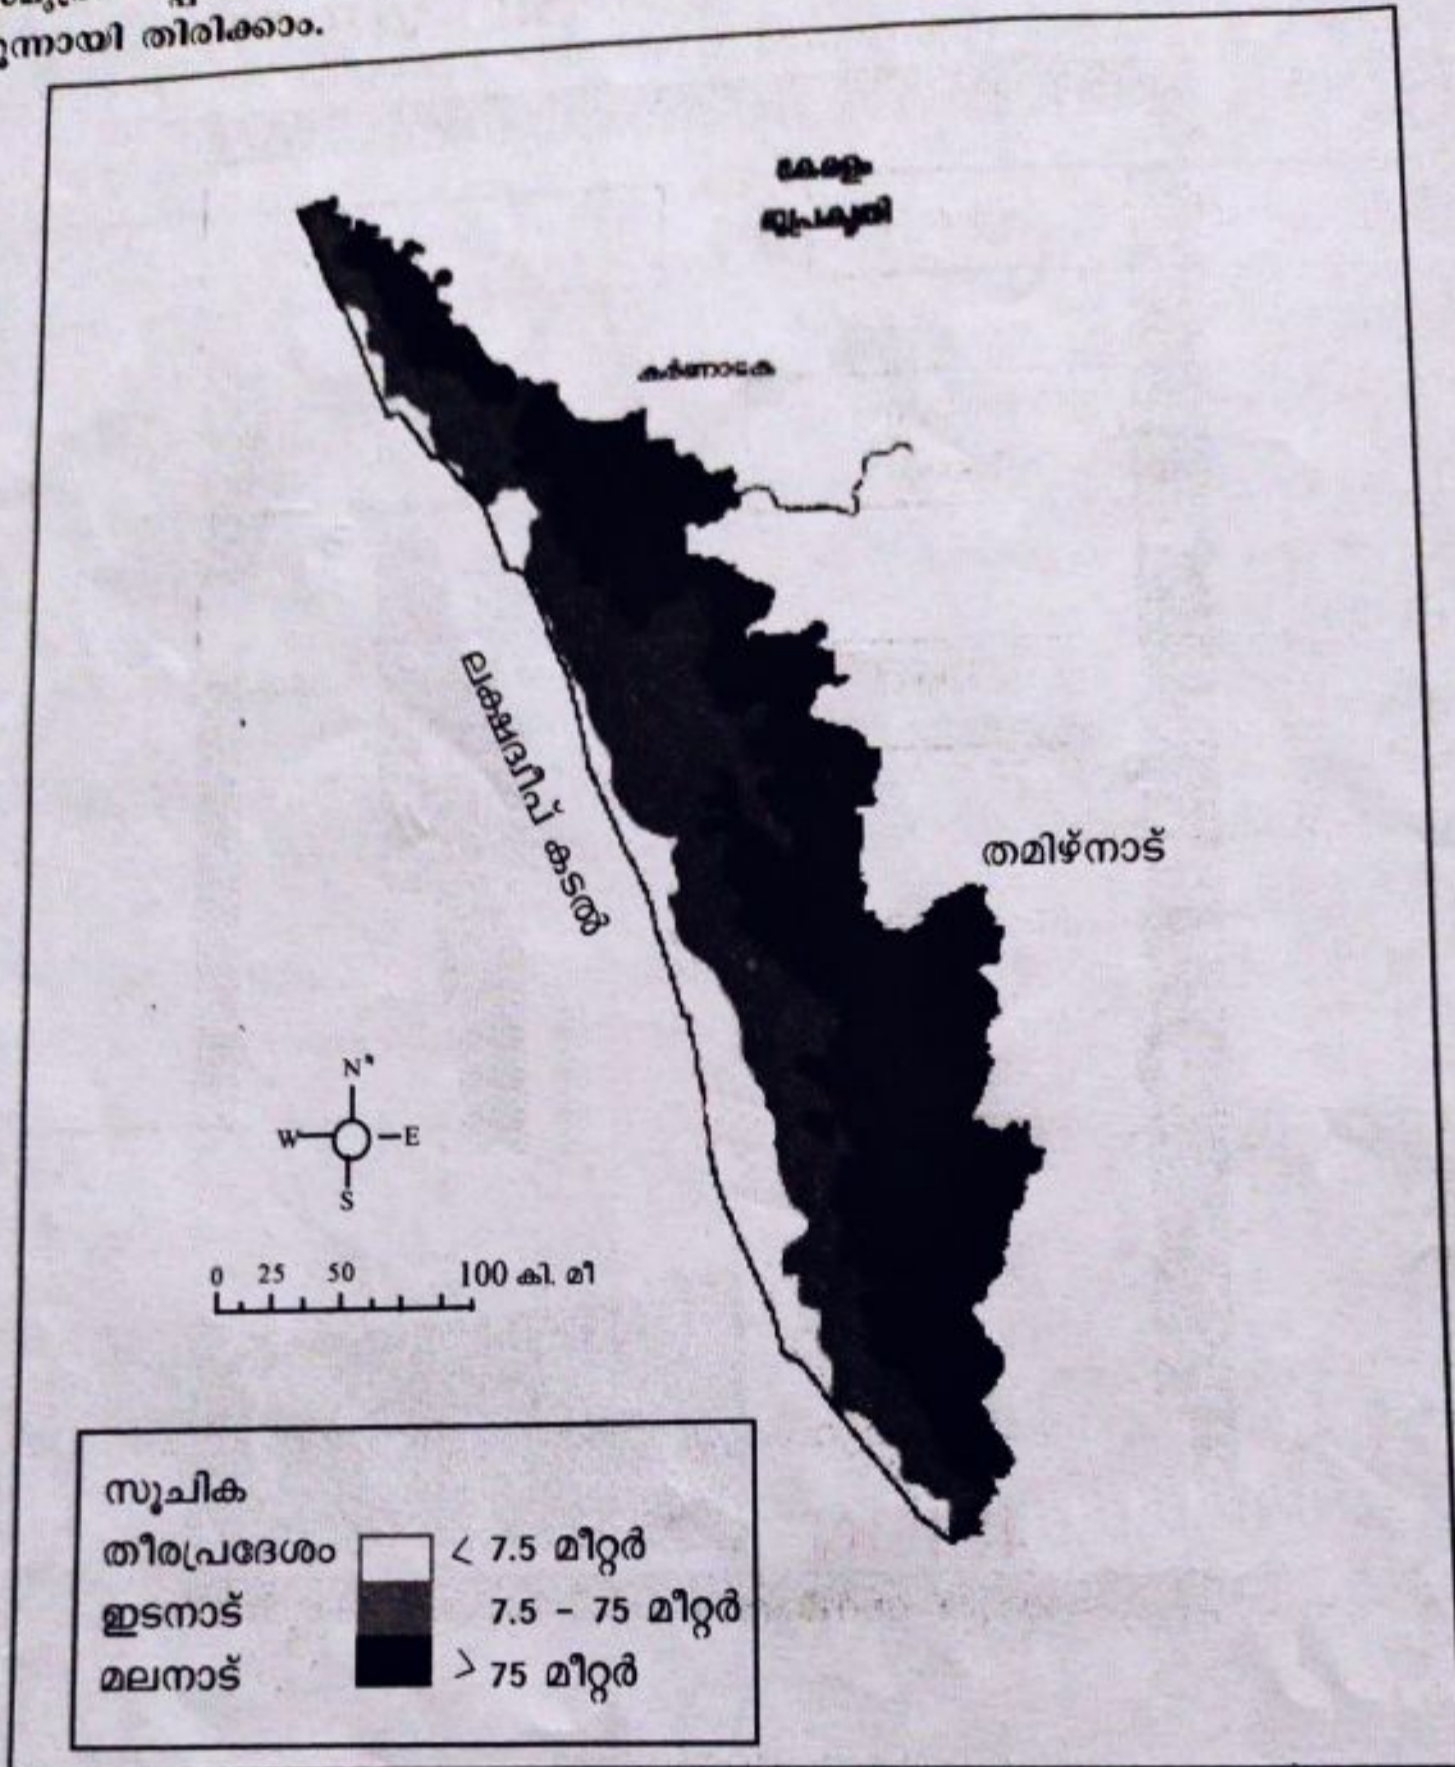 തിരിക്കാം.
കേരളം
ഭൂപ്രകൃതി
കർണാടക
ലക്ഷദ്വീപ് കടൽ
തമിഴ്നാട്
N
W E
S
0 25 50 100 കി. മീ
സൂചിക
തീരപ്രദേശം < 7.5 മീറ്റർ
ഇടനാട് 7.5 - 75 മീറ്റർ
മലനാട് > 75 മീറ്റർ